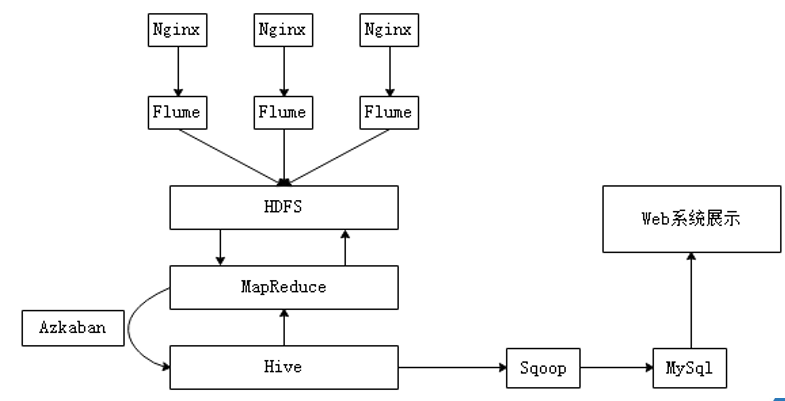 Nginx
Nginx
Nginx
Flume
Flume
Flume
HDFS
Web系统展示
MapReduce
Azkaban
Hive
Sqoop
MySql